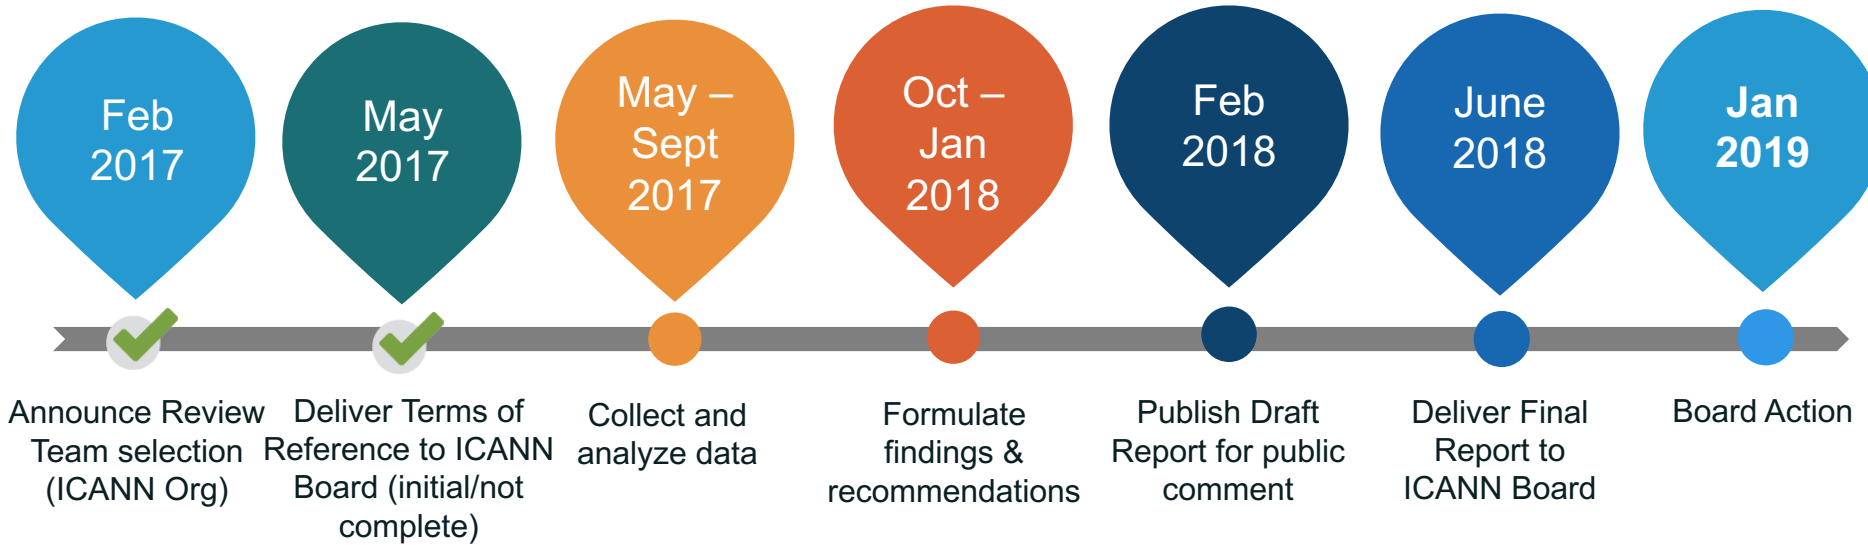 Feb
2017
May
2017
May –
Sept
2017
Oct –
Jan
2018
Feb
2018
June
2018
Jan
2019
Announce Review
Team selection
(ICANN Org)
Deliver Terms of
Reference to ICANN
Board (initial/not
complete)
Collect and
analyze data
Formulate
findings &
recommendations
Publish Draft
Report for public
comment
Deliver Final
Report to
ICANN Board
Board Action